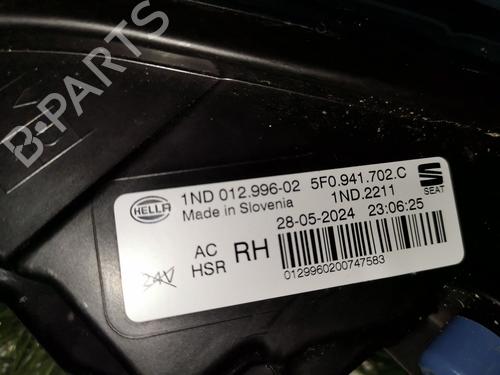 B-PARTS
HELLA
1ND 012.996-02 5F0.941.702.C
Made in Slovenia 1ND.2211
SEAT
28-05-2024 23:06:25
AC
HSR RH
24V
0129960200747583